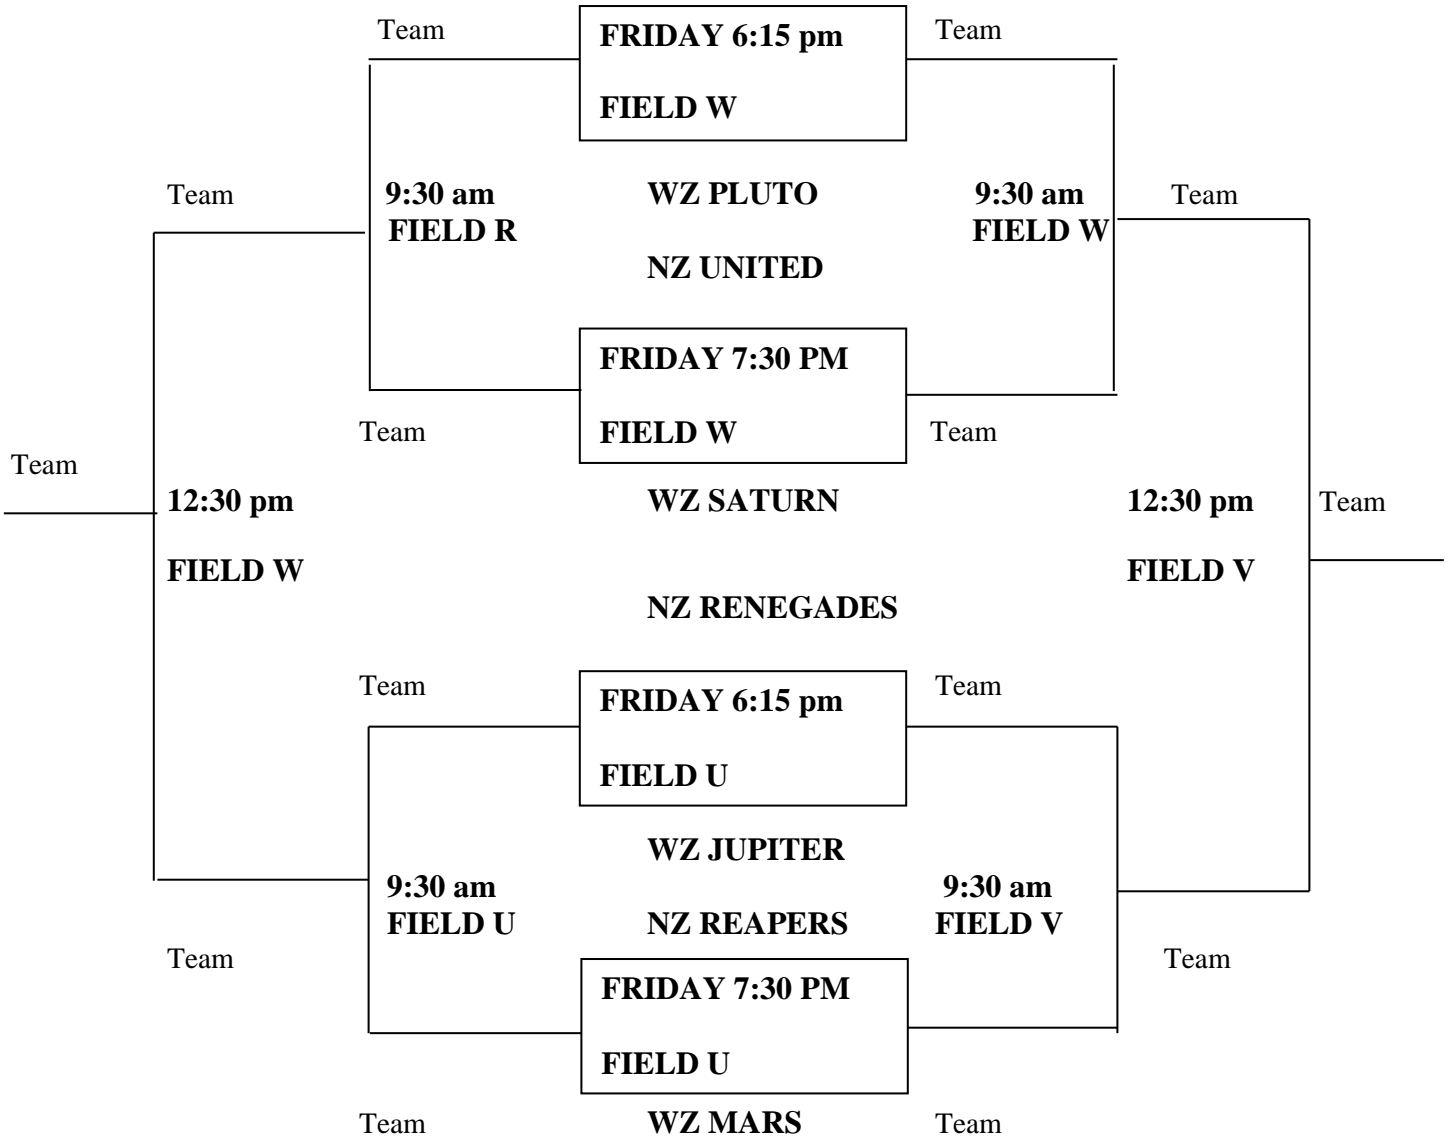 Team
FRIDAY 6:15 pm
Team
FIELD W
Team
9:30 am
WZ PLUTO
9:30 am
Team
FIELD R
FIELD W
NZ UNITED
FRIDAY 7:30 PM
Team
FIELD W
Team
Team
12:30 pm
WZ SATURN
12:30 pm
Team
FIELD W
FIELD V
NZ RENEGADES
Team
FRIDAY 6:15 pm
Team
FIELD U
WZ JUPITER
9:30 am
9:30 am
FIELD U
NZ REAPERS
FIELD V
Team
Team
FRIDAY 7:30 PM
FIELD U
Team
WZ MARS
Team